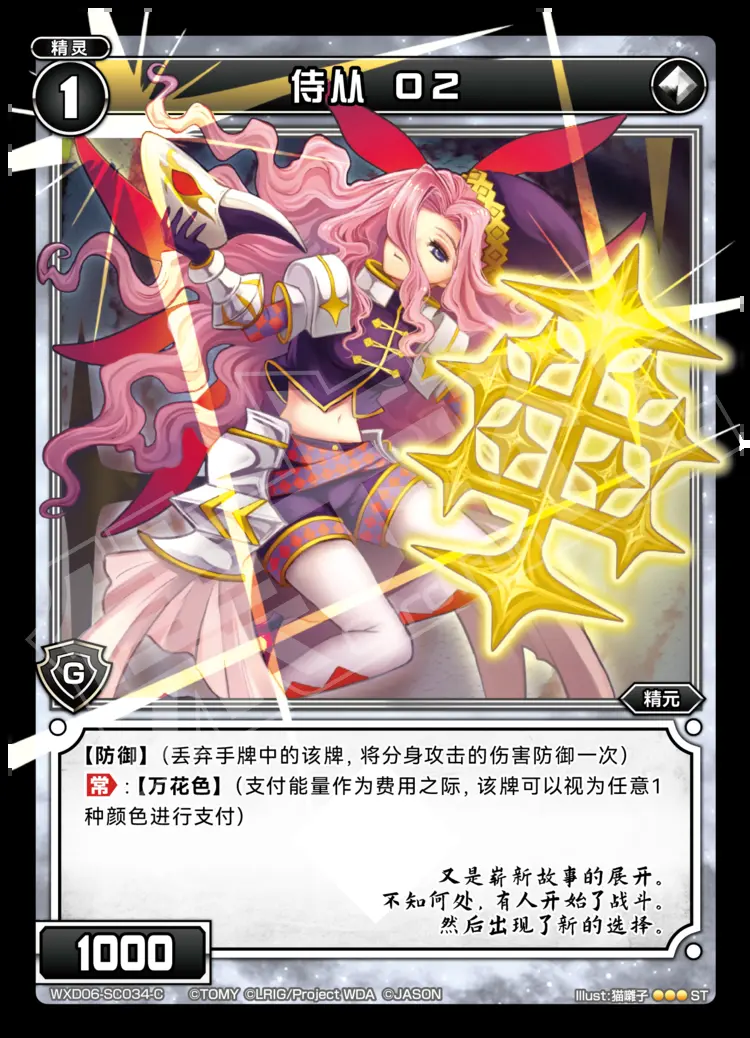 精灵
1
侍从 O2
G
精元
【防御】（丢弃手牌中的该牌，将分身攻击的伤害防御一次）
常：【万花色】（支付能量作为费用之际，该牌可以视为任意1
种颜色进行支付）
又是崭新故事的展开。
不知何处，有人开始了战斗。
然后出现了新的选择。
1000
WXD06-SC034-C ©TOMY ©LRIG/Project WDA ©JASON
Illust:猫囃子 ST